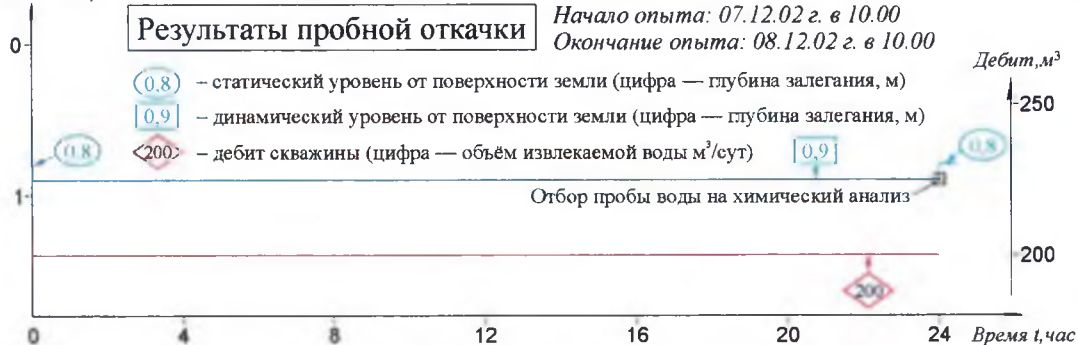 Результаты пробной откачки
Начало опыта: 07.12.02 г. в 10.00
Окончание опыта: 08.12.02 г. в 10.00
0
Дебит,м³
0,8 – статический уровень от поверхности земли (цифра — глубина залегания, м)
250
0,9 – динамический уровень от поверхности земли (цифра — глубина залегания, м)
0.8
<200> – дебит скважины (цифра — объём извлекаемой воды м³/сут)
0,9
0,8
1
Отбор пробы воды на химический анализ
200
200
0 4 8 12 16 20 24 Время t,час